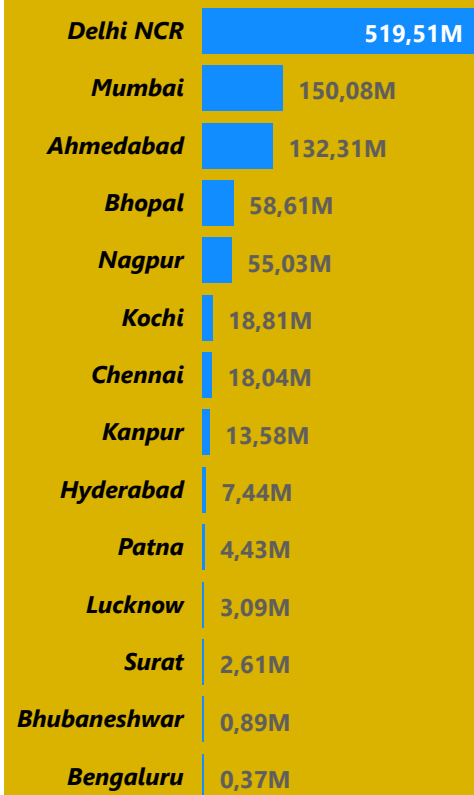 Delhi NCR 519,51M
Mumbai 150,08M
Ahmedabad 132,31M
Bhopal 58,61M
Nagpur 55,03M
Kochi 18,81M
Chennai 18,04M
Kanpur 13,58M
Hyderabad 7,44M
Patna 4,43M
Lucknow 3,09M
Surat 2,61M
Bhubaneshwar 0,89M
Bengaluru 0,37M